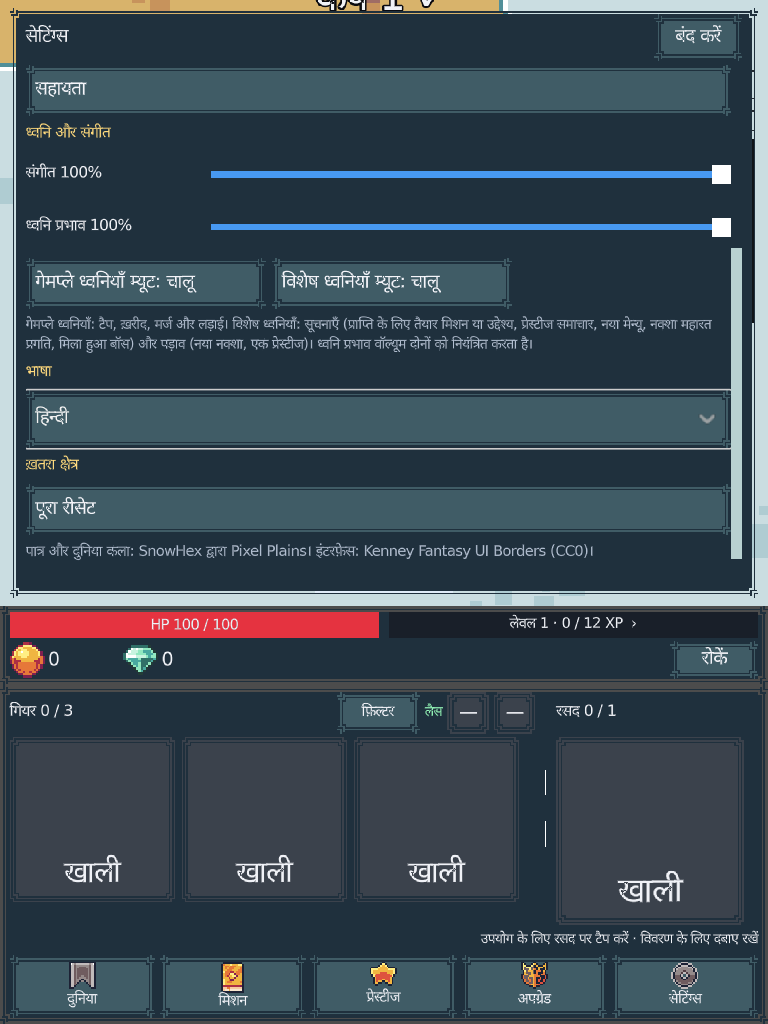 सेटिंग्स
बंद करें
सहायता
ध्वनि और संगीत
संगीत 100%
ध्वनि प्रभाव 100%
गेमप्ले ध्वनियाँ म्यूट: चालू
विशेष ध्वनियाँ म्यूट: चालू
गेमप्ले ध्वनियाँ: टैप, ख़रीद, मर्ज और लड़ाई। विशेष ध्वनियाँ: सूचनाएँ (प्राप्ति के लिए तैयार मिशन या उद्देश्य, प्रेस्टीज समाचार, नया मेन्यू, नक्शा महारत
प्रगति, मिला हुआ बॉस) और पड़ाव (नया नक्शा, एक प्रेस्टीज)। ध्वनि प्रभाव वॉल्यूम दोनों को नियंत्रित करता है।
भाषा
हिन्दी
ख़तरा क्षेत्र
पूरा रीसेट
पात्र और दुनिया कला: SnowHex द्वारा Pixel Plains। इंटरफ़ेस: Kenney Fantasy UI Borders (CC0)।
HP 100 / 100
लेवल 1 · 0 / 12 XP ›
0
0
रोकें
गियर 0 / 3
फ़िल्टर
लैस
—
—
रसद 0 / 1
खाली
खाली
खाली
खाली
उपयोग के लिए रसद पर टैप करें · विवरण के लिए दबाए रखें
दुनिया
मिशन
प्रेस्टीज
अपग्रेड
सेटिंग्स